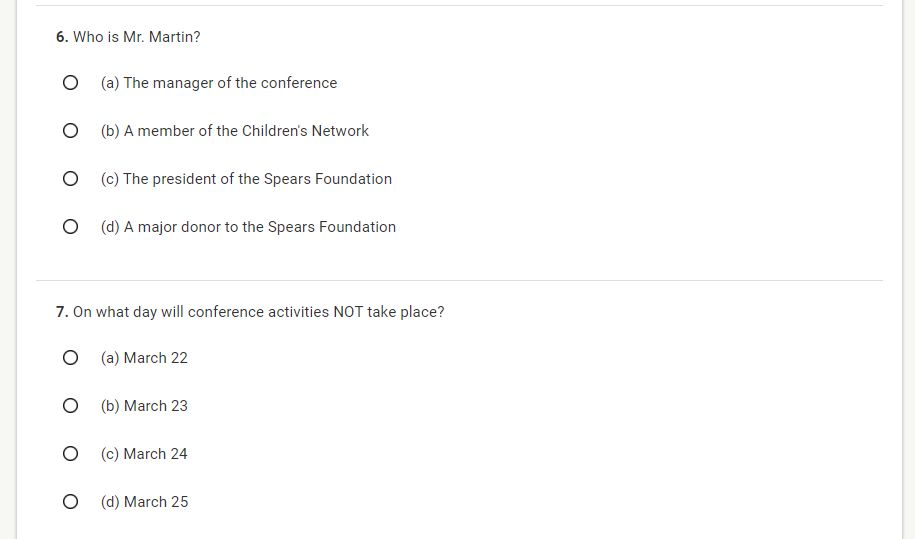 6. Who is Mr. Martin?
(a) The manager of the conference
(b) A member of the Children's Network
(c) The president of the Spears Foundation
(d) A major donor to the Spears Foundation
7. On what day will conference activities NOT take place?
(a) March 22
(b) March 23
(c) March 24
(d) March 25